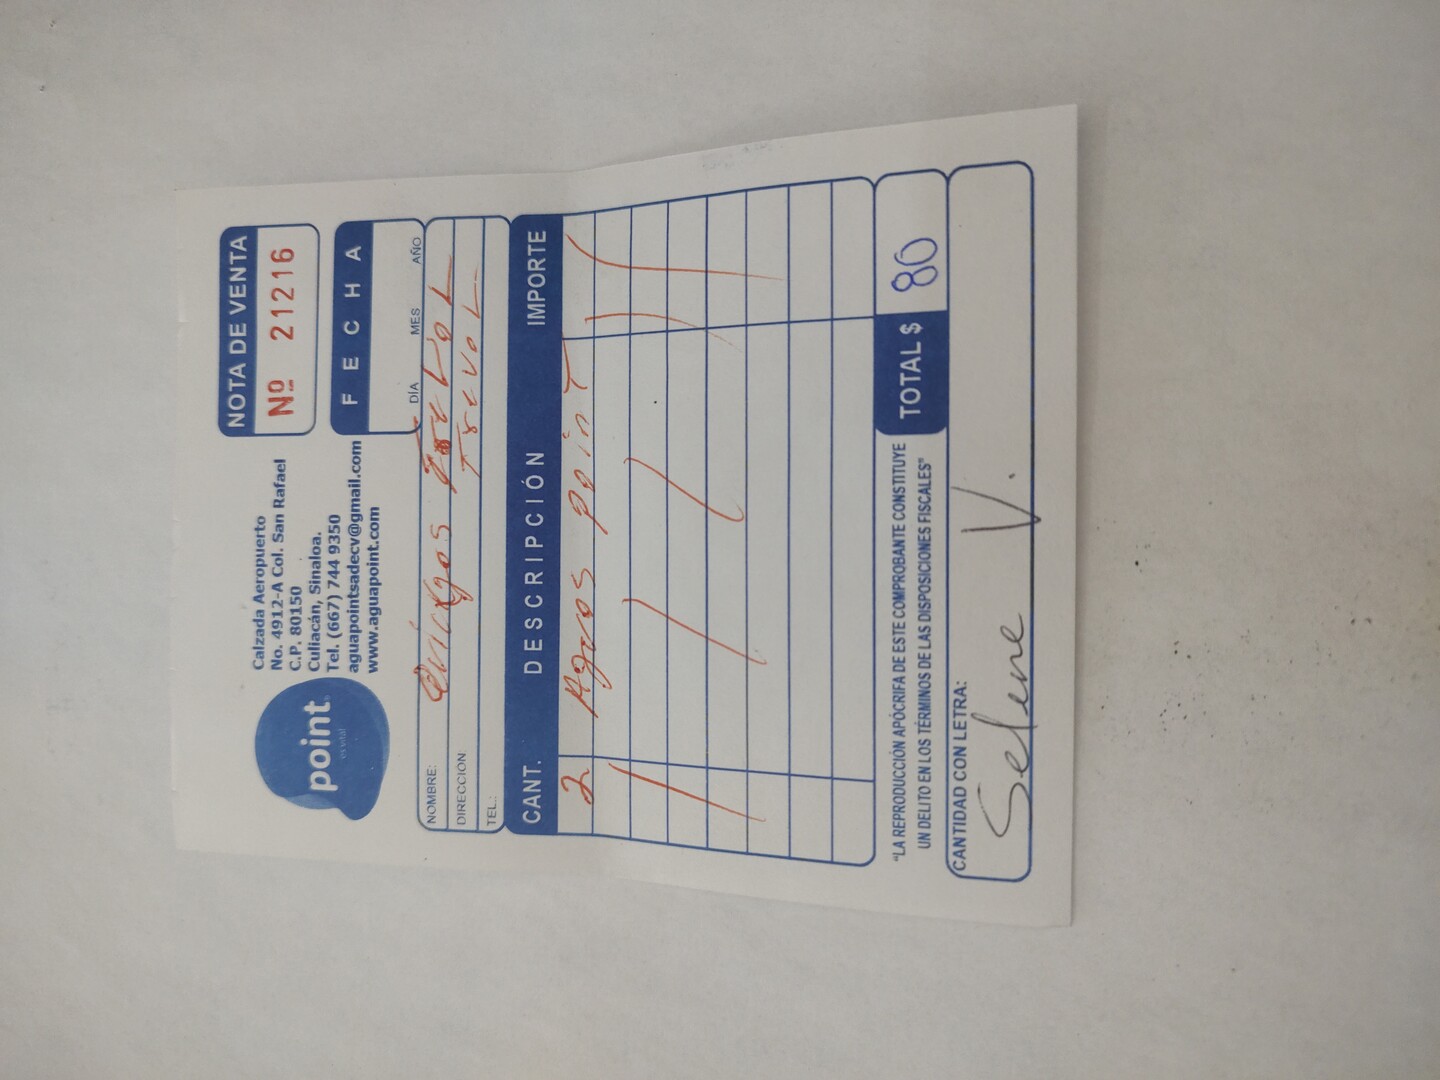 point
es vital
Calzada Aeropuerto
No. 4912-A Col. San Rafael
C.P. 80150
Culiacán, Sinaloa.
Tel. (667) 744 9350
aguapointsadecv@gmail.com
www.aguapoint.com
NOTA DE VENTA
Nº 21216
FECHA
DÍA MES AÑO
NOMBRE:
DIRECCION:
TEL.:
CANT. DESCRIPCIÓN IMPORTE
2 Aguas point
"LA REPRODUCCIÓN APÓCRIFA DE ESTE COMPROBANTE CONSTITUYE
UN DELITO EN LOS TÉRMINOS DE LAS DISPOSICIONES FISCALES"
TOTAL $ 80
CANTIDAD CON LETRA:
Selene V.